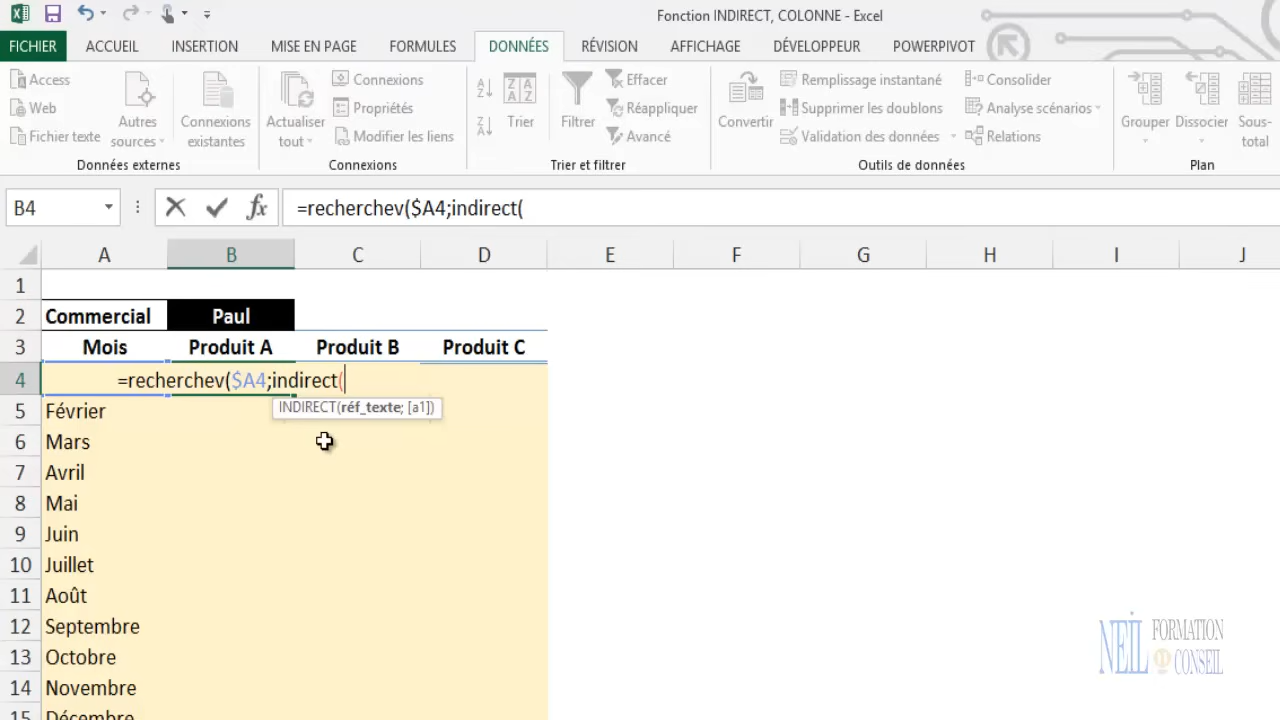 Fonction INDIRECT, COLONNE - Excel
FICHIER ACCUEIL INSERTION MISE EN PAGE FORMULES DONNÉES RÉVISION AFFICHAGE DÉVELOPPEUR POWERPIVOT
Access
Web
Fichier texte
Autres
sources
Connexions
existantes
Données externes
Actualiser
tout
Connexions
Propriétés
Modifier les liens
Connexions
Trier
Filtrer
Effacer
Réappliquer
Avancé
Trier et filtrer
Convertir
Remplissage instantané
Supprimer les doublons
Validation des données
Consolider
Analyse scénarios
Relations
Outils de données
Grouper
Dissocier
Sous-
total
Plan
B4 fx =recherchev($A4;indirect(
A B C D E F G H I J
1
2 Commercial Paul
3 Mois Produit A Produit B Produit C
4 =recherchev($A4;indirect(
INDIRECT(réf_texte; [a1])
5 Février
6 Mars
7 Avril
8 Mai
9 Juin
10 Juillet
11 Août
12 Septembre
13 Octobre
14 Novembre
15 Décembre
NEIL FORMATION
CONSEIL